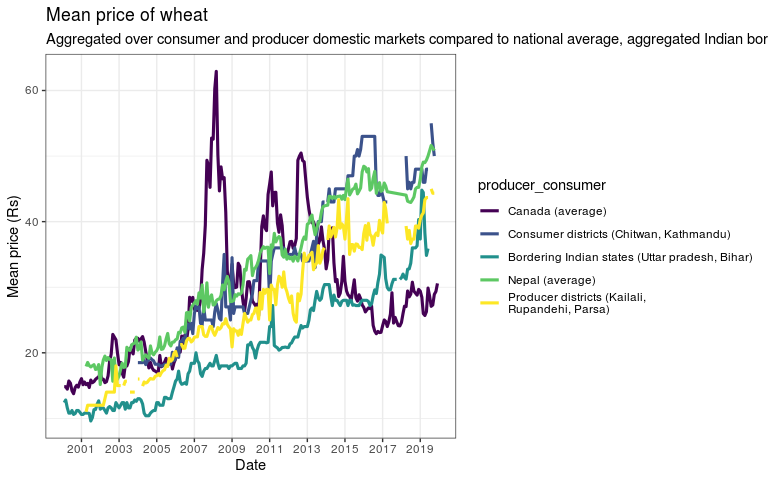 Mean price of wheat
Aggregated over consumer and producer domestic markets compared to national average, aggregated Indian bor
60
40
20
Mean price (Rs)
2001 2003 2005 2007 2009 2011 2013 2015 2017 2019
Date
producer_consumer
Canada (average)
Consumer districts (Chitwan, Kathmandu)
Bordering Indian states (Uttar pradesh, Bihar)
Nepal (average)
Producer districts (Kailali,
Rupandehi, Parsa)